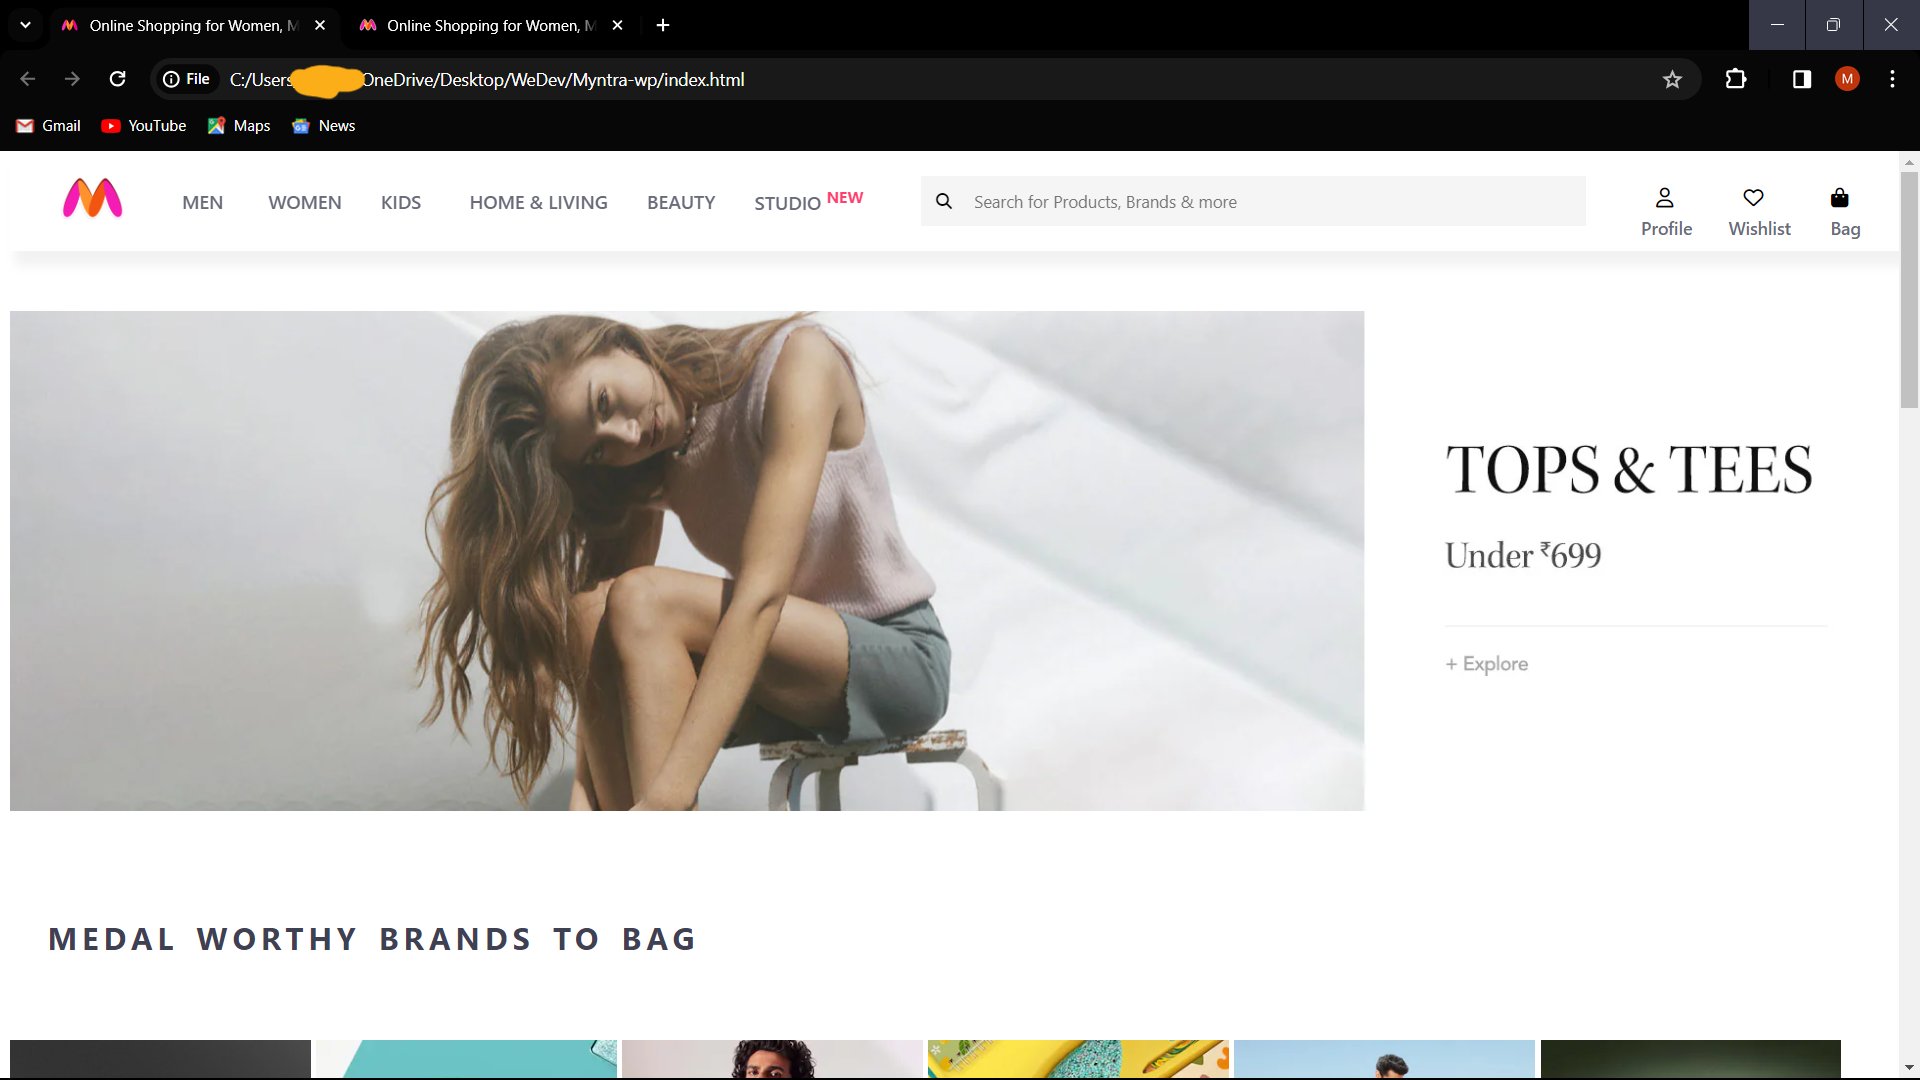 Online Shopping for Women, M
Online Shopping for Women, M
File C:/Users OneDrive/Desktop/WeDev/Myntra-wp/index.html
M
Gmail YouTube Maps News
MEN WOMEN KIDS HOME & LIVING BEAUTY STUDIO NEW
Search for Products, Brands & more
Profile Wishlist Bag
TOPS & TEES
Under ₹699
+ Explore
MEDAL WORTHY BRANDS TO BAG